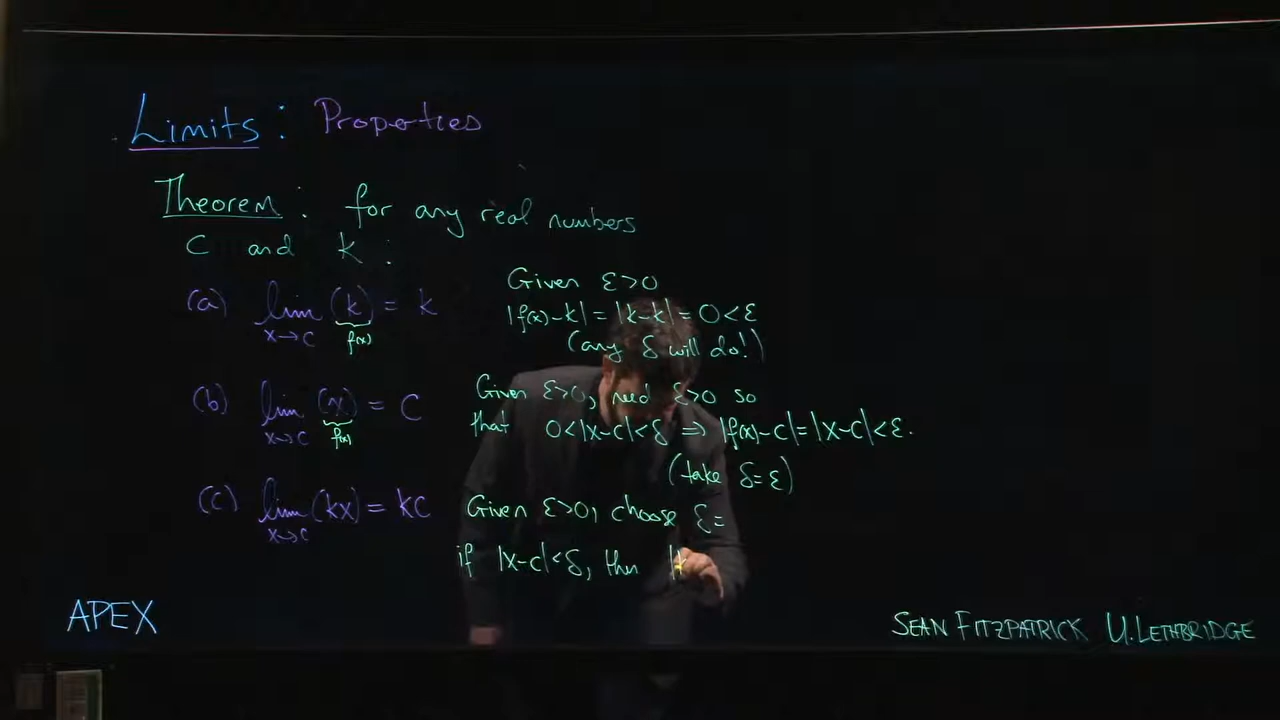 Limits: Properties
Theorem: for any real numbers
c and k:
(a) lim x→c (k) = k
f(x)
Given ε>0
|f(x)-k| = |k-k| = 0 < ε
(any δ will do!)
(b) lim x→c (x) = c
f(x)
Given ε>0, need ε>0 so
that 0<|x-c|<δ ⇒ |f(x)-c|=|x-c|<ε.
(take δ=ε)
(c) lim x→c (kx) = kc
Given ε>0, choose ξ=
if |x-c|<δ, then |k
APEX
SEAN FITZPATRICK U. LETHBRIDGE